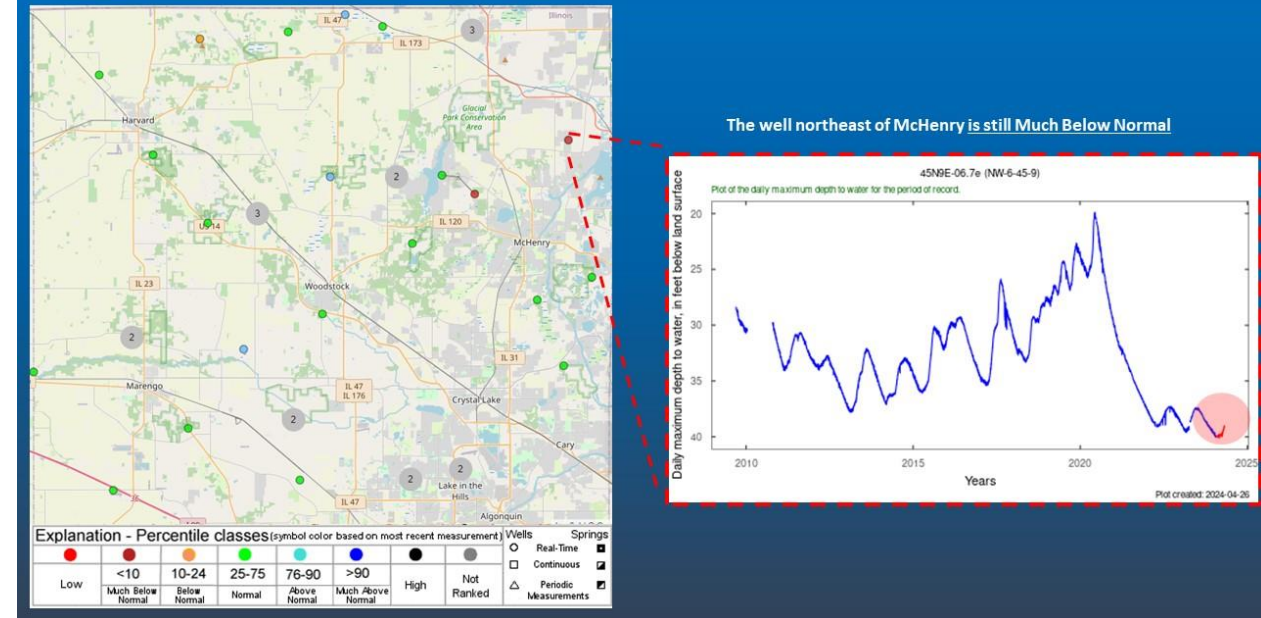 IL 47
Illinois
3
IL 173
Glacial
Park Conservation
Area
Harvard
2
3
US 14
IL 120
McHenry
IL 23
Woodstock
2
IL 31
Marengo
IL 47
IL 176
Crystal Lake
2
Cary
2
2
Lake in the
Hills
IL 47
Algonquin
Explanation - Percentile classes (symbol color based on most recent measurement)
Low
<10
Much Below
Normal
10-24
Below
Normal
25-75
Normal
76-90
Above
Normal
>90
Much Above
Normal
High
Not
Ranked
Wells Springs
Real-Time
Continuous
Periodic
Measurements
The well northeast of McHenry is still Much Below Normal
45N9E-06.7e (NW-6-45-9)
Plot of the daily maximum depth to water for the period of record.
Daily maximum depth to water, in feet below land surface
20
25
30
35
40
2010
2015
2020
2025
Years
Plot created: 2024-04-26